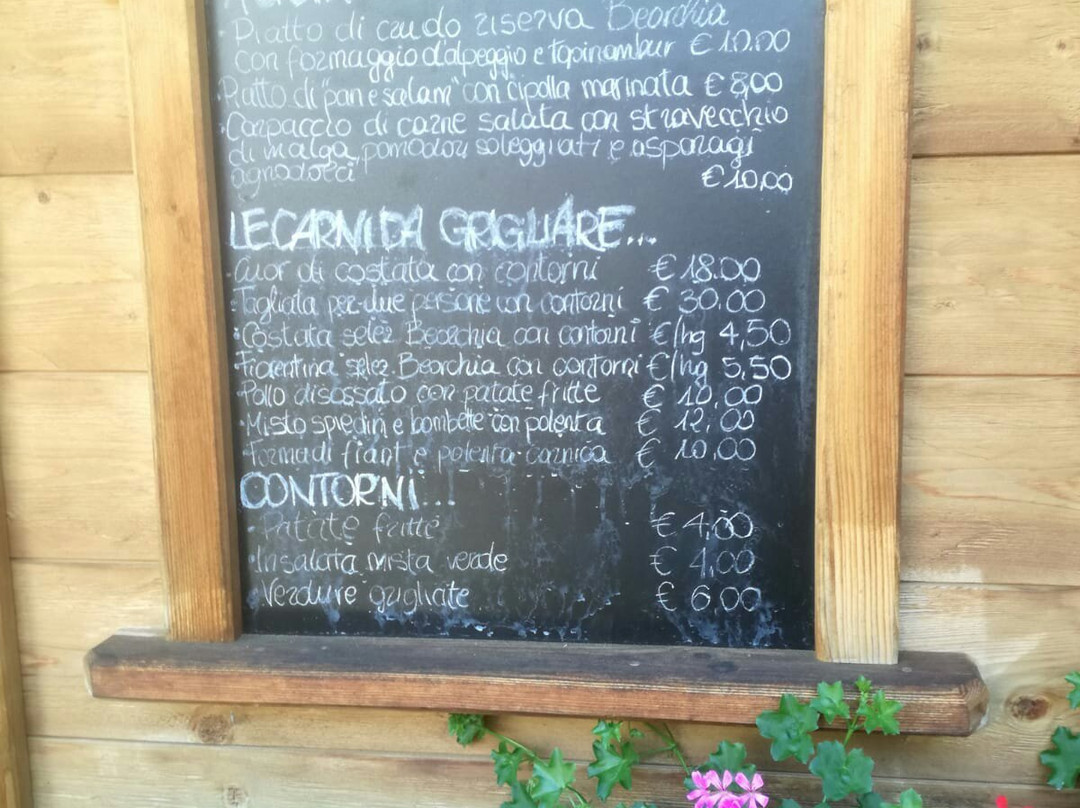 Piatto di crudo riserva Beorchia
con formaggio d'alpeggio e topinambur € 10.00
Piatto di "pan e salam" con cipolla marinata € 8,00
Carpaccio di carne salata con stravecchio
di malga, pomodori soleggiati e asparagi
€ 10,00
LE CARNI DA GRIGLIARE...
Cuor di costata con contorni € 18.00
Tagliata per due persone con contorni € 30.00
Costata selez. Beorchia con contorni €/hg 4,50
Fiorentina selez. Beorchia con contorni €/hg 5,50
Pollo disossato con patate fritte € 10,00
Misto spiedini e bombette con polenta € 12,00
Forma di friant e polenta carnica € 10,00
CONTORNI...
Patate fritte € 4,00
Insalata mista verde € 4,00
Verdure grigliate € 6,00